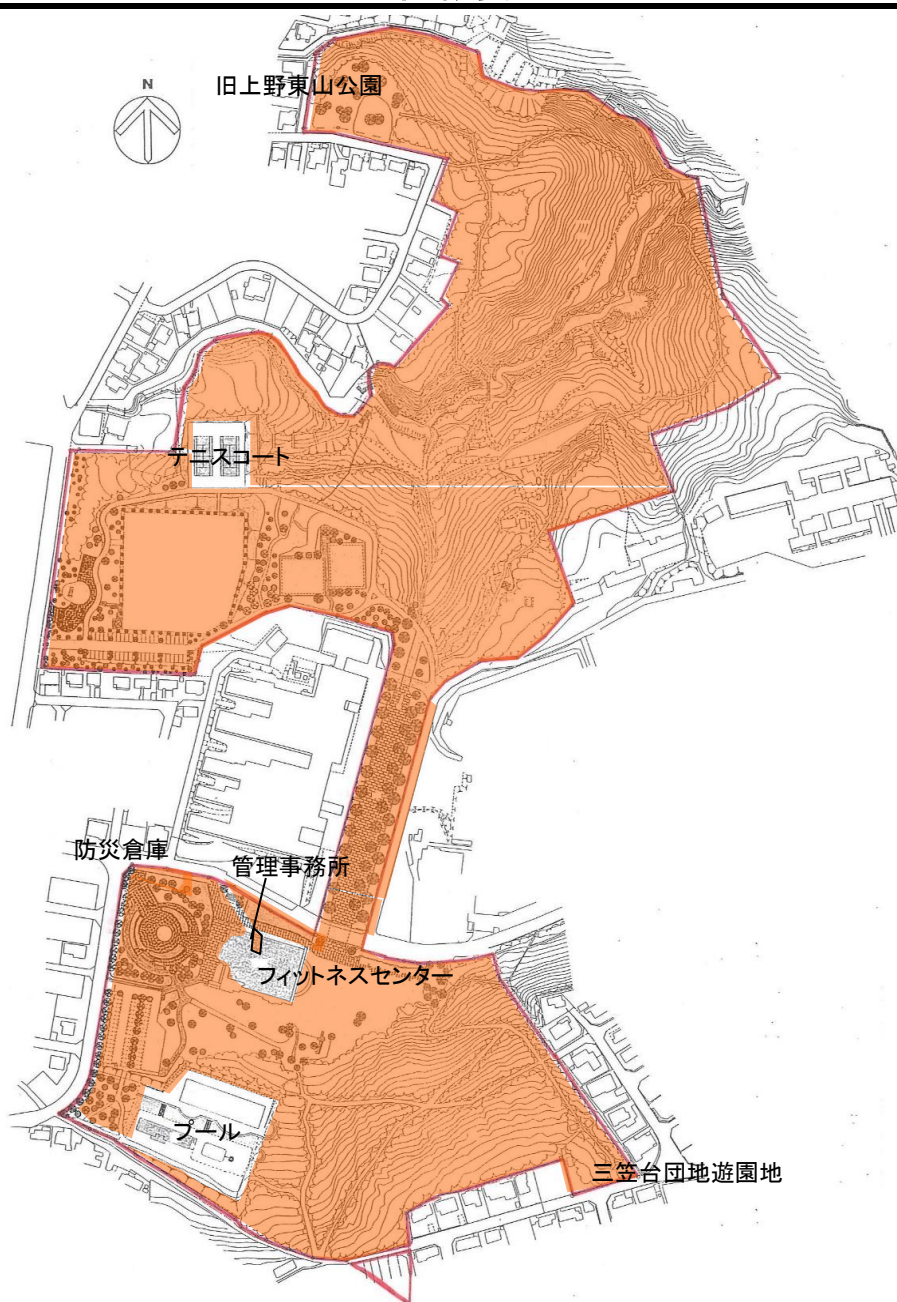 旧上野東山公園
N
テニスコート
防災倉庫
管理事務所
フィットネスセンター
プール
三笠台団地遊園地